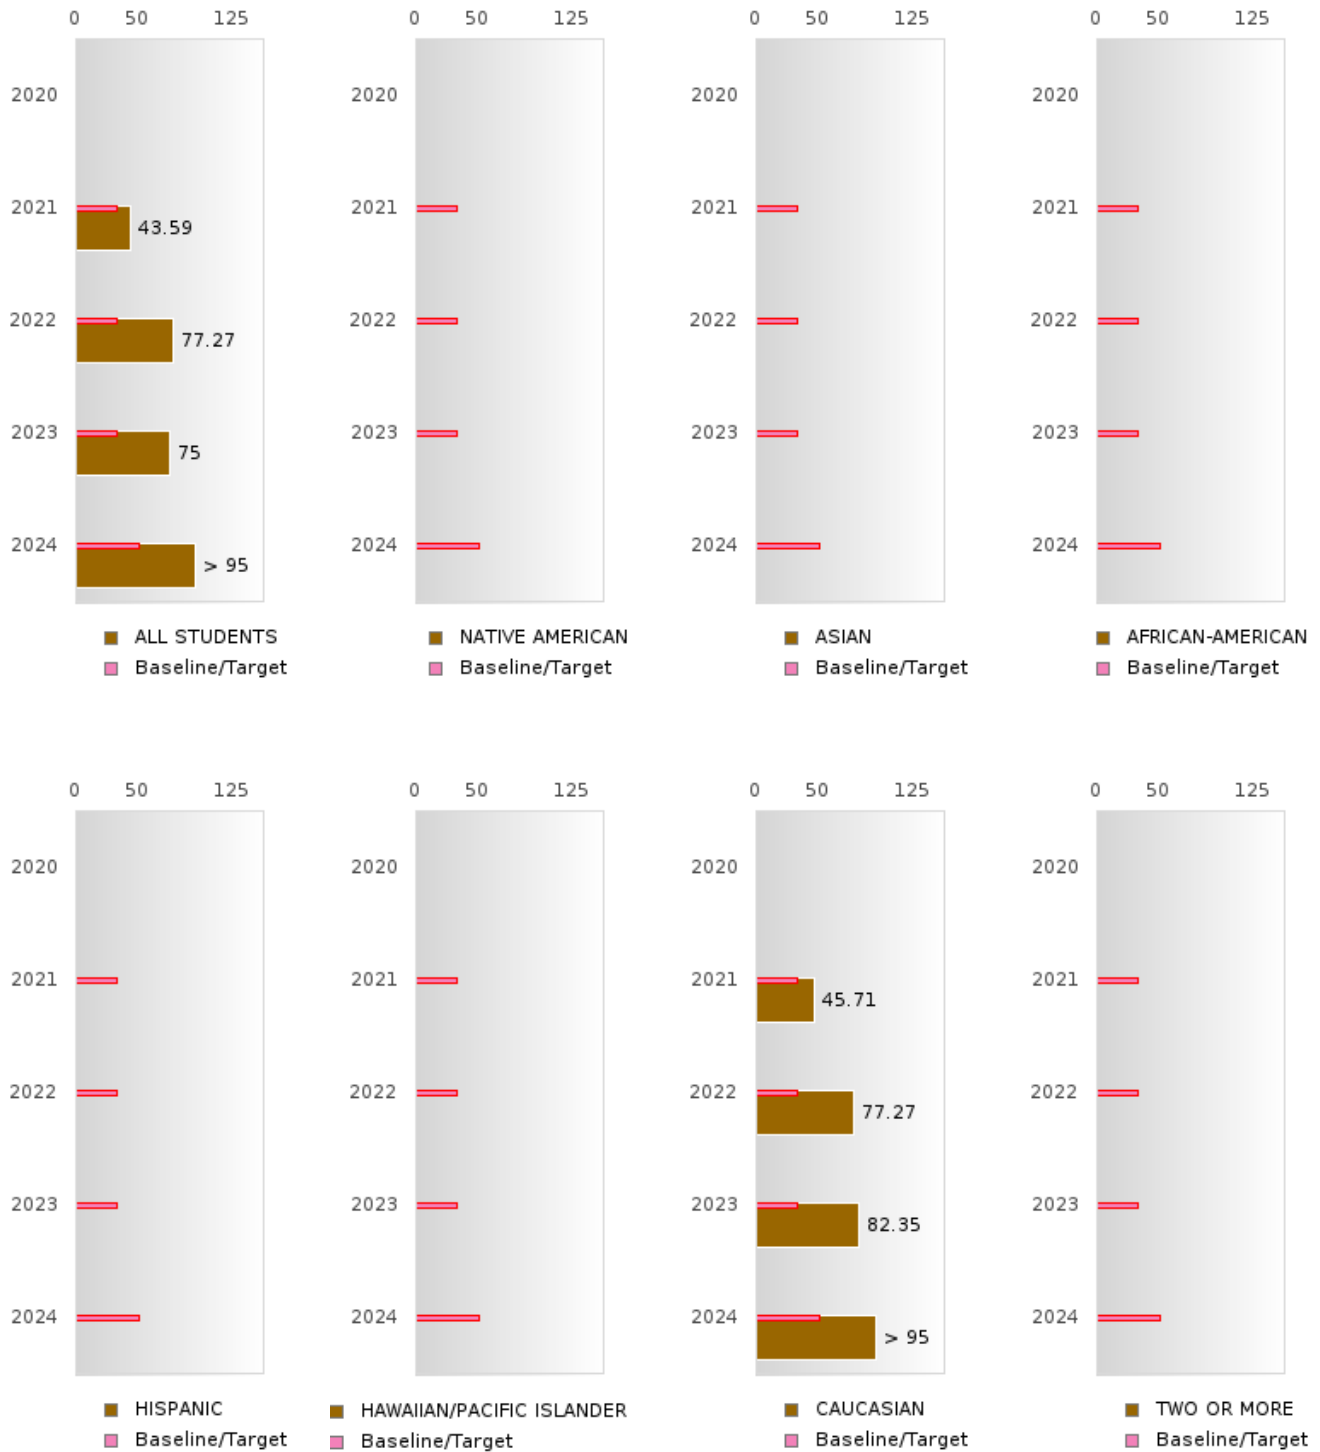 0 50 125 0 50 125 0 50 125 0 50 125
2020 2020 2020 2020
2021 43.59 2021 2021 2021
2022 77.27 2022 2022 2022
2023 75 2023 2023 2023
2024 > 95 2024 2024 2024
ALL STUDENTS NATIVE AMERICAN ASIAN AFRICAN-AMERICAN
Baseline/Target Baseline/Target Baseline/Target Baseline/Target
0 50 125 0 50 125 0 50 125 0 50 125
2020 2020 2020 2020
2021 2021 2021 45.71 2021
2022 2022 2022 77.27 2022
2023 2023 2023 82.35 2023
2024 2024 2024 > 95 2024
HISPANIC HAWAIIAN/PACIFIC ISLANDER CAUCASIAN TWO OR MORE
Baseline/Target Baseline/Target Baseline/Target Baseline/Target